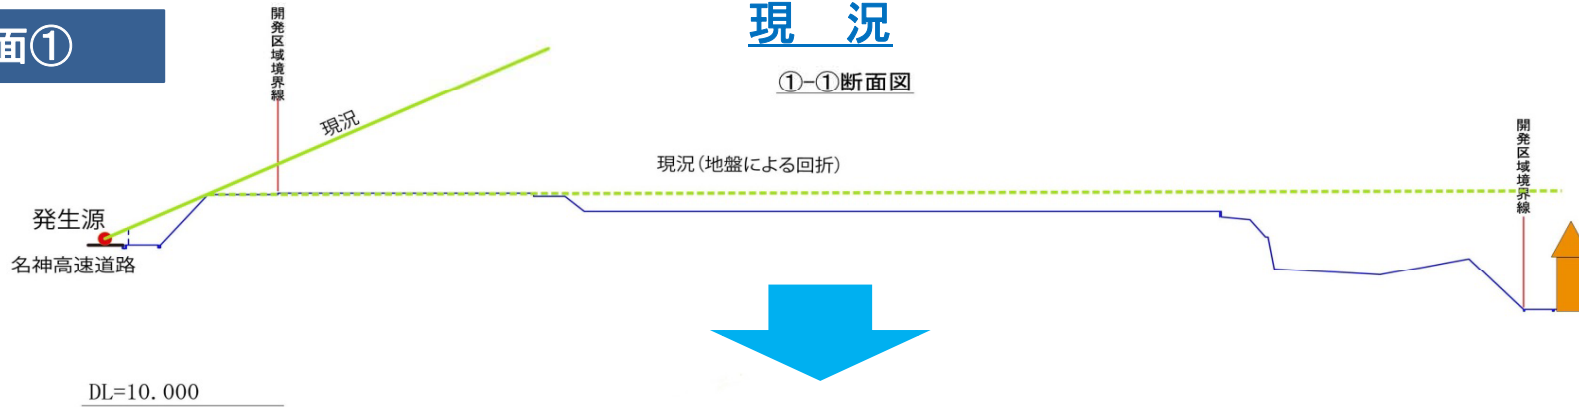 面①
現　況
①-①断面図
開発区域境界線
現況
現況(地盤による回折)
開発区域境界線
発生源
名神高速道路
DL=10.000